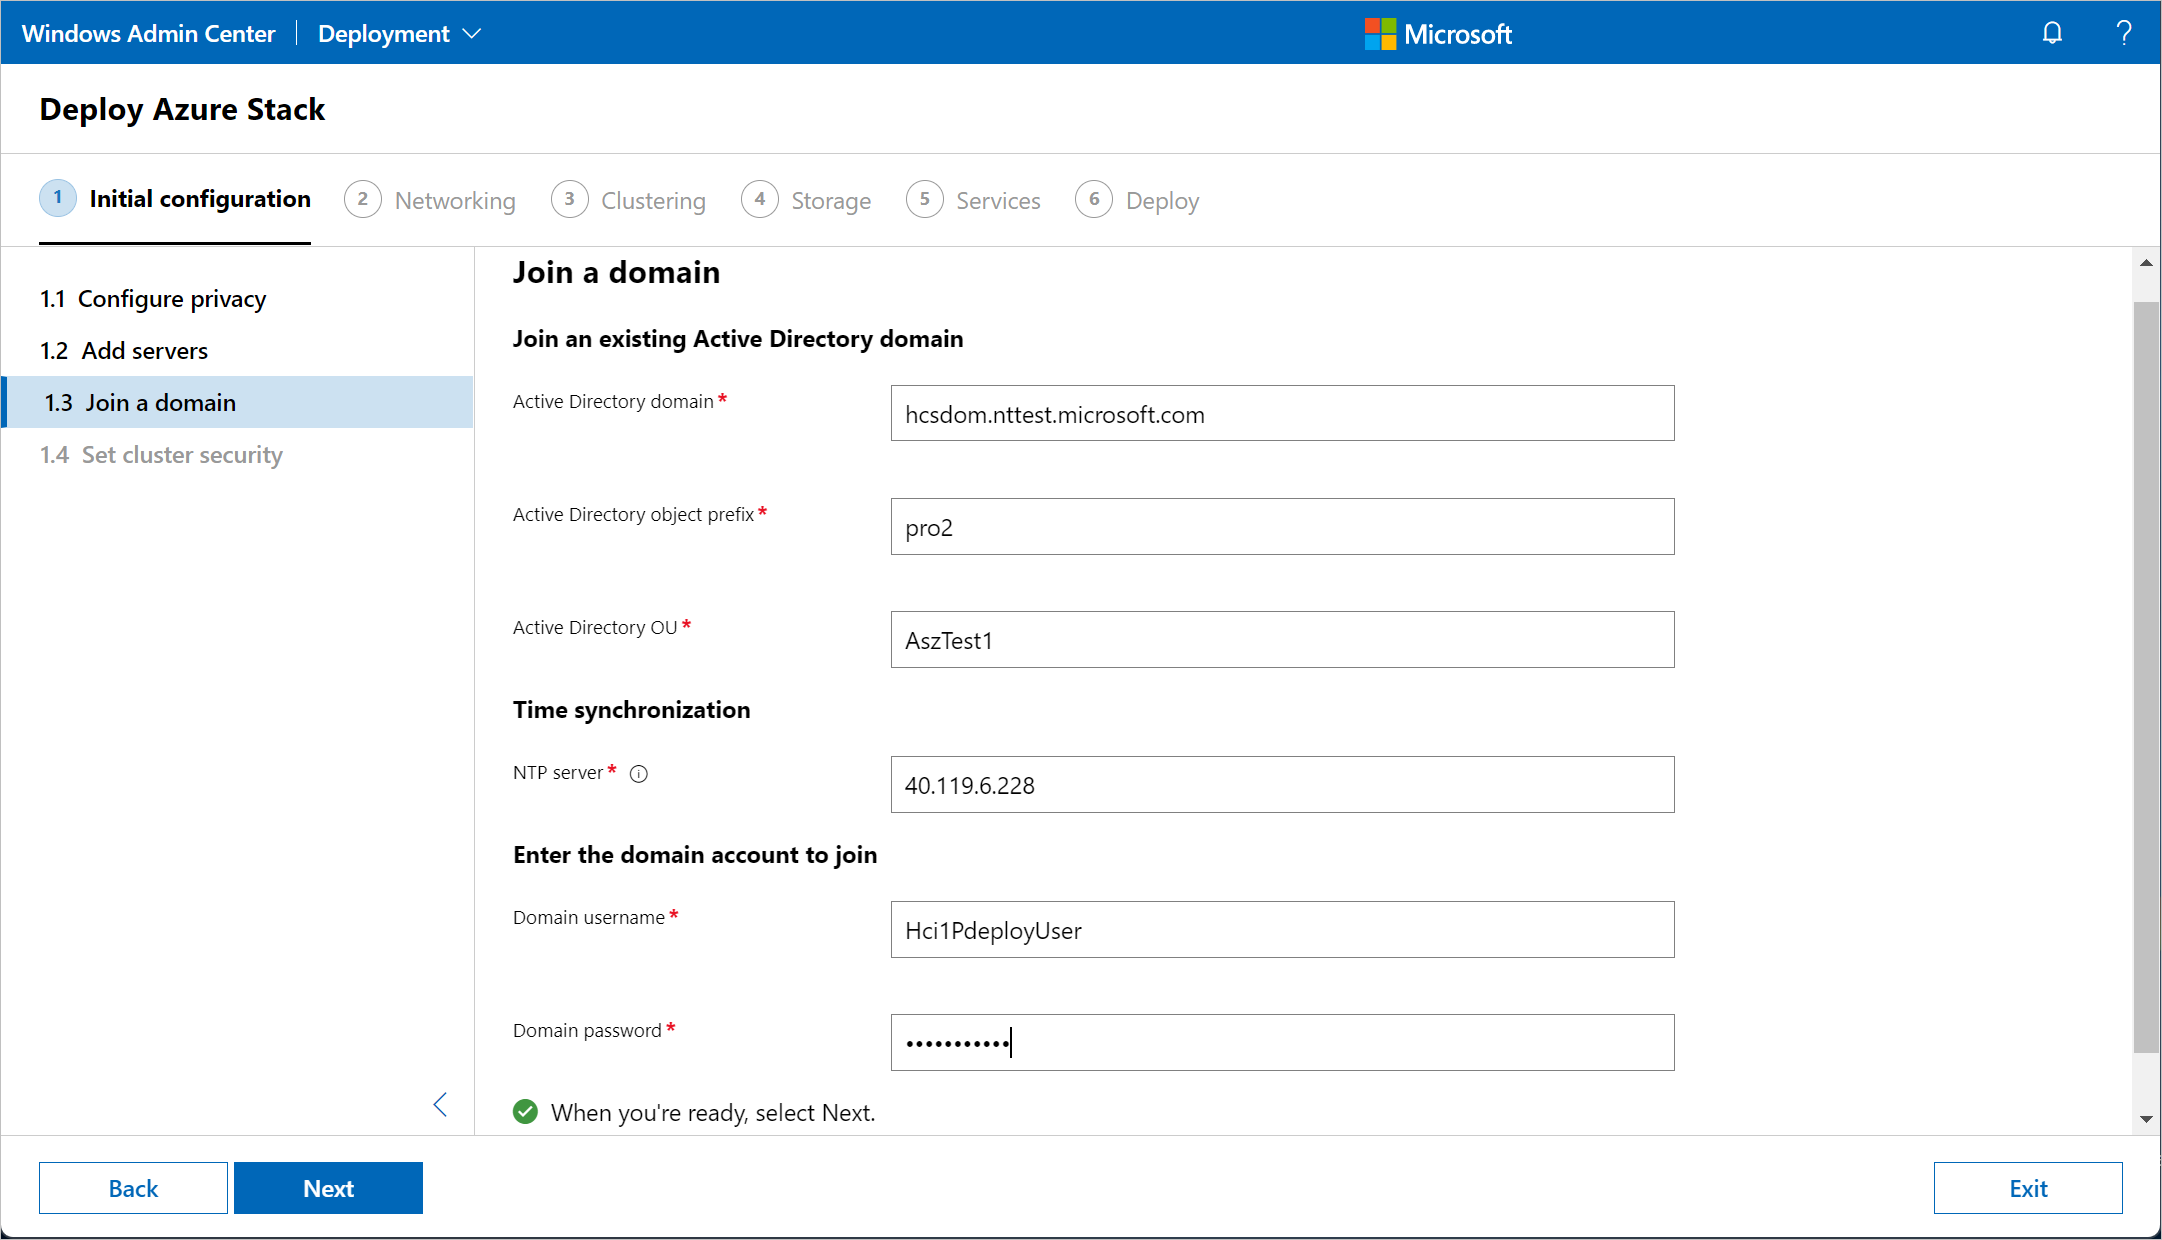 Windows Admin Center Deployment Microsoft ?
Deploy Azure Stack
1 Initial configuration 2 Networking 3 Clustering 4 Storage 5 Services 6 Deploy
1.1 Configure privacy
1.2 Add servers
1.3 Join a domain
1.4 Set cluster security
Join a domain
Join an existing Active Directory domain
Active Directory domain * hcsdom.nttest.microsoft.com
Active Directory object prefix * pro2
Active Directory OU * AszTest1
Time synchronization
NTP server * 40.119.6.228
Enter the domain account to join
Domain username * Hci1PdeployUser
Domain password * •••••••••••
When you're ready, select Next.
Back Next Exit